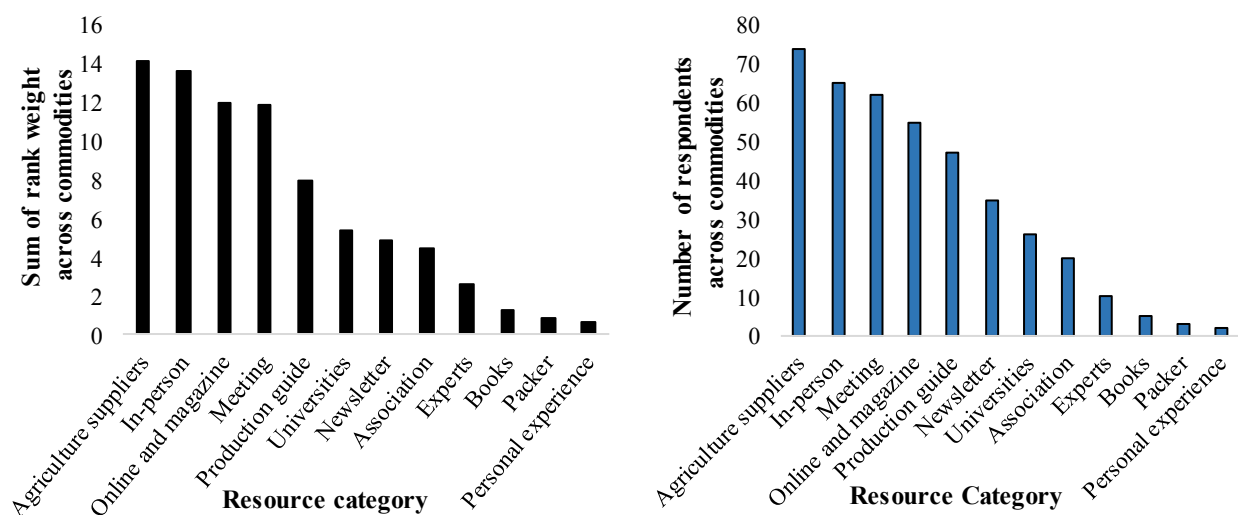 Sum of rank weight
across commodities
16
14
12
10
8
6
4
2
0
Agriculture suppliers
In-person
Online and magazine
Meeting
Production guide
Universities
Newsletter
Association
Experts
Books
Packer
Personal experience
Resource category
Number of respondents
across commodities
80
70
60
50
40
30
20
10
0
Agriculture suppliers
In-person
Meeting
Online and magazine
Production guide
Newsletter
Universities
Association
Experts
Books
Packer
Personal experience
Resource Category